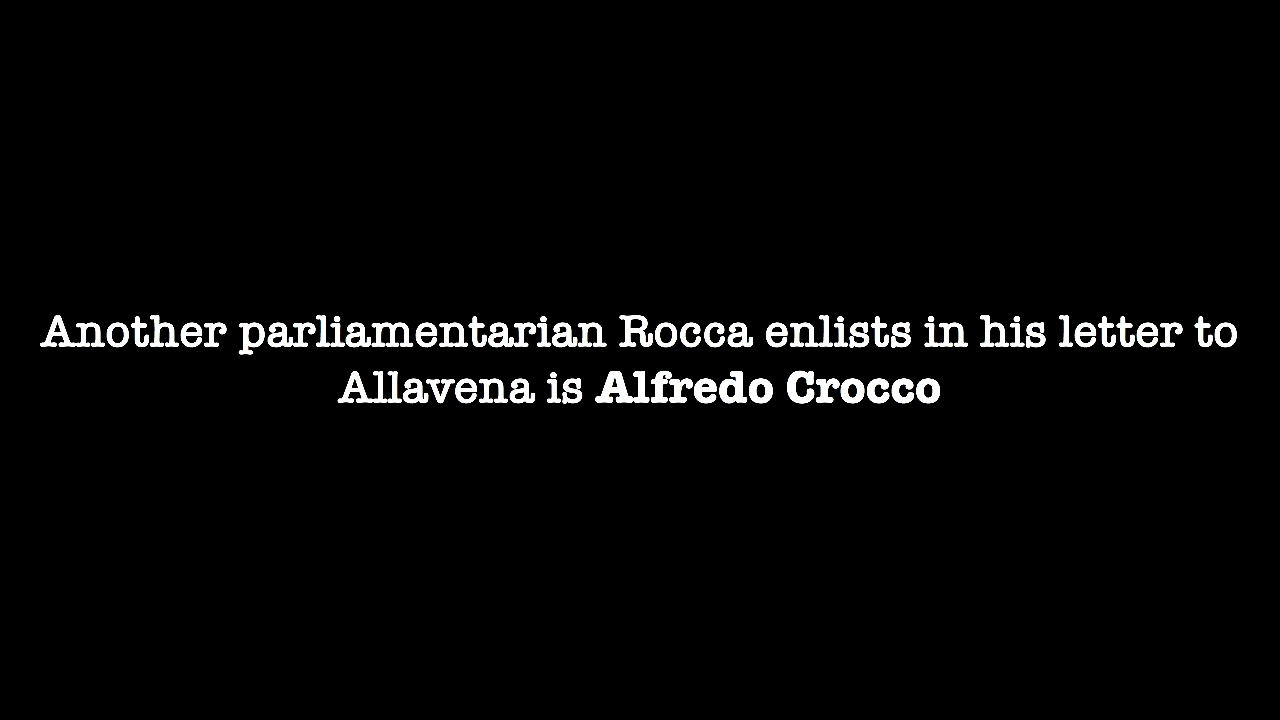 Another parliamentarian Rocca enlists in his letter to
Allavena is Alfredo Crocco